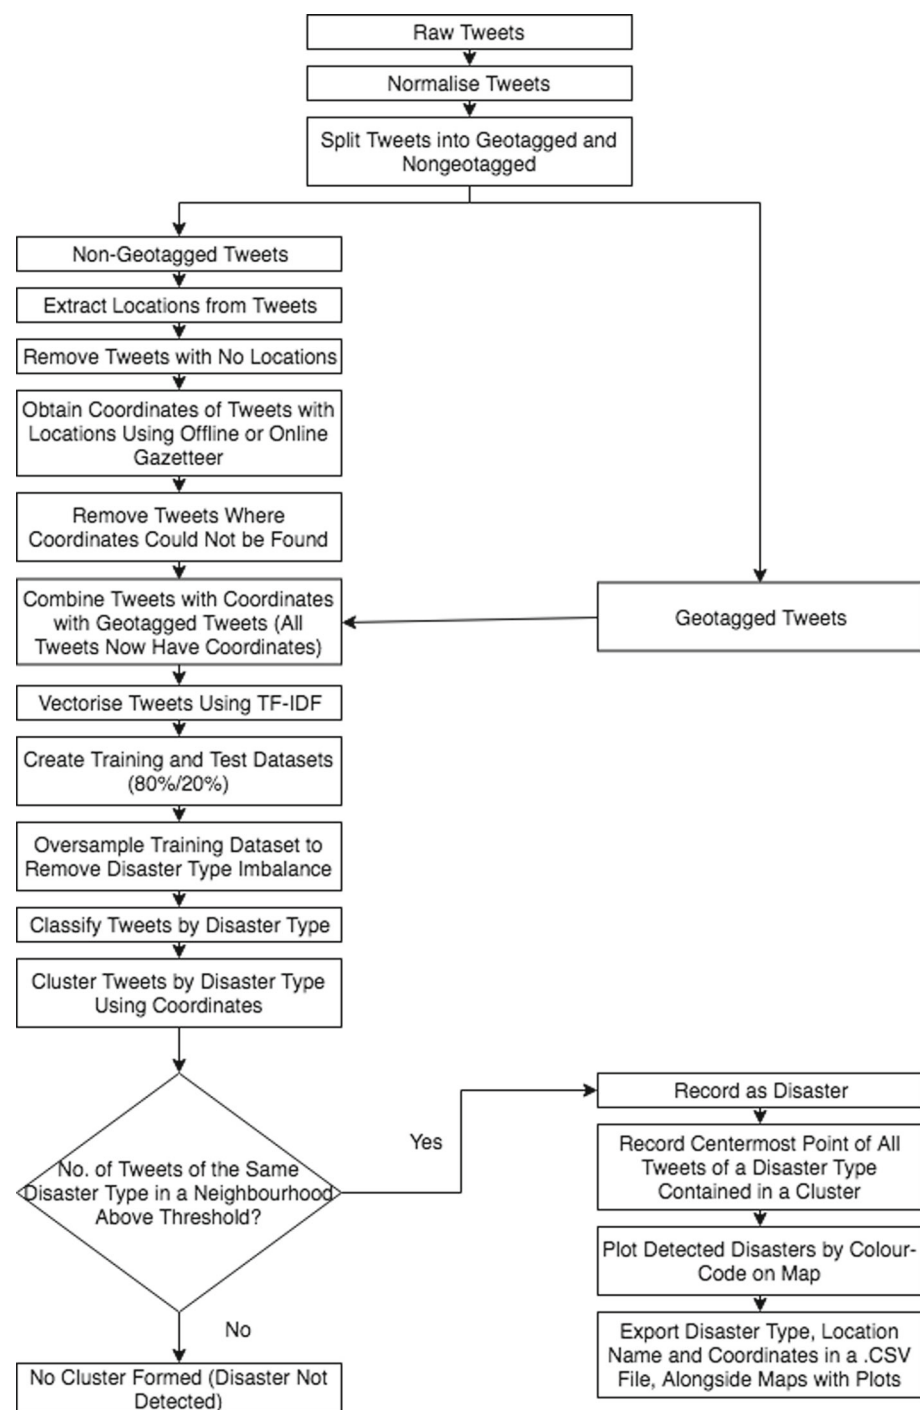 Raw Tweets
Normalise Tweets
Split Tweets into Geotagged and
Nongeotagged
Non-Geotagged Tweets
Extract Locations from Tweets
Remove Tweets with No Locations
Obtain Coordinates of Tweets with
Locations Using Offline or Online
Gazetteer
Remove Tweets Where
Coordinates Could Not be Found
Combine Tweets with Coordinates
with Geotagged Tweets (All
Tweets Now Have Coordinates)
Geotagged Tweets
Vectorise Tweets Using TF-IDF
Create Training and Test Datasets
(80%/20%)
Oversample Training Dataset to
Remove Disaster Type Imbalance
Classify Tweets by Disaster Type
Cluster Tweets by Disaster Type
Using Coordinates
No. of Tweets of the Same
Disaster Type in a Neighbourhood
Above Threshold?
Yes
Record as Disaster
Record Centermost Point of All
Tweets of a Disaster Type
Contained in a Cluster
Plot Detected Disasters by Colour-
Code on Map
Export Disaster Type, Location
Name and Coordinates in a .CSV
File, Alongside Maps with Plots
No
No Cluster Formed (Disaster Not
Detected)